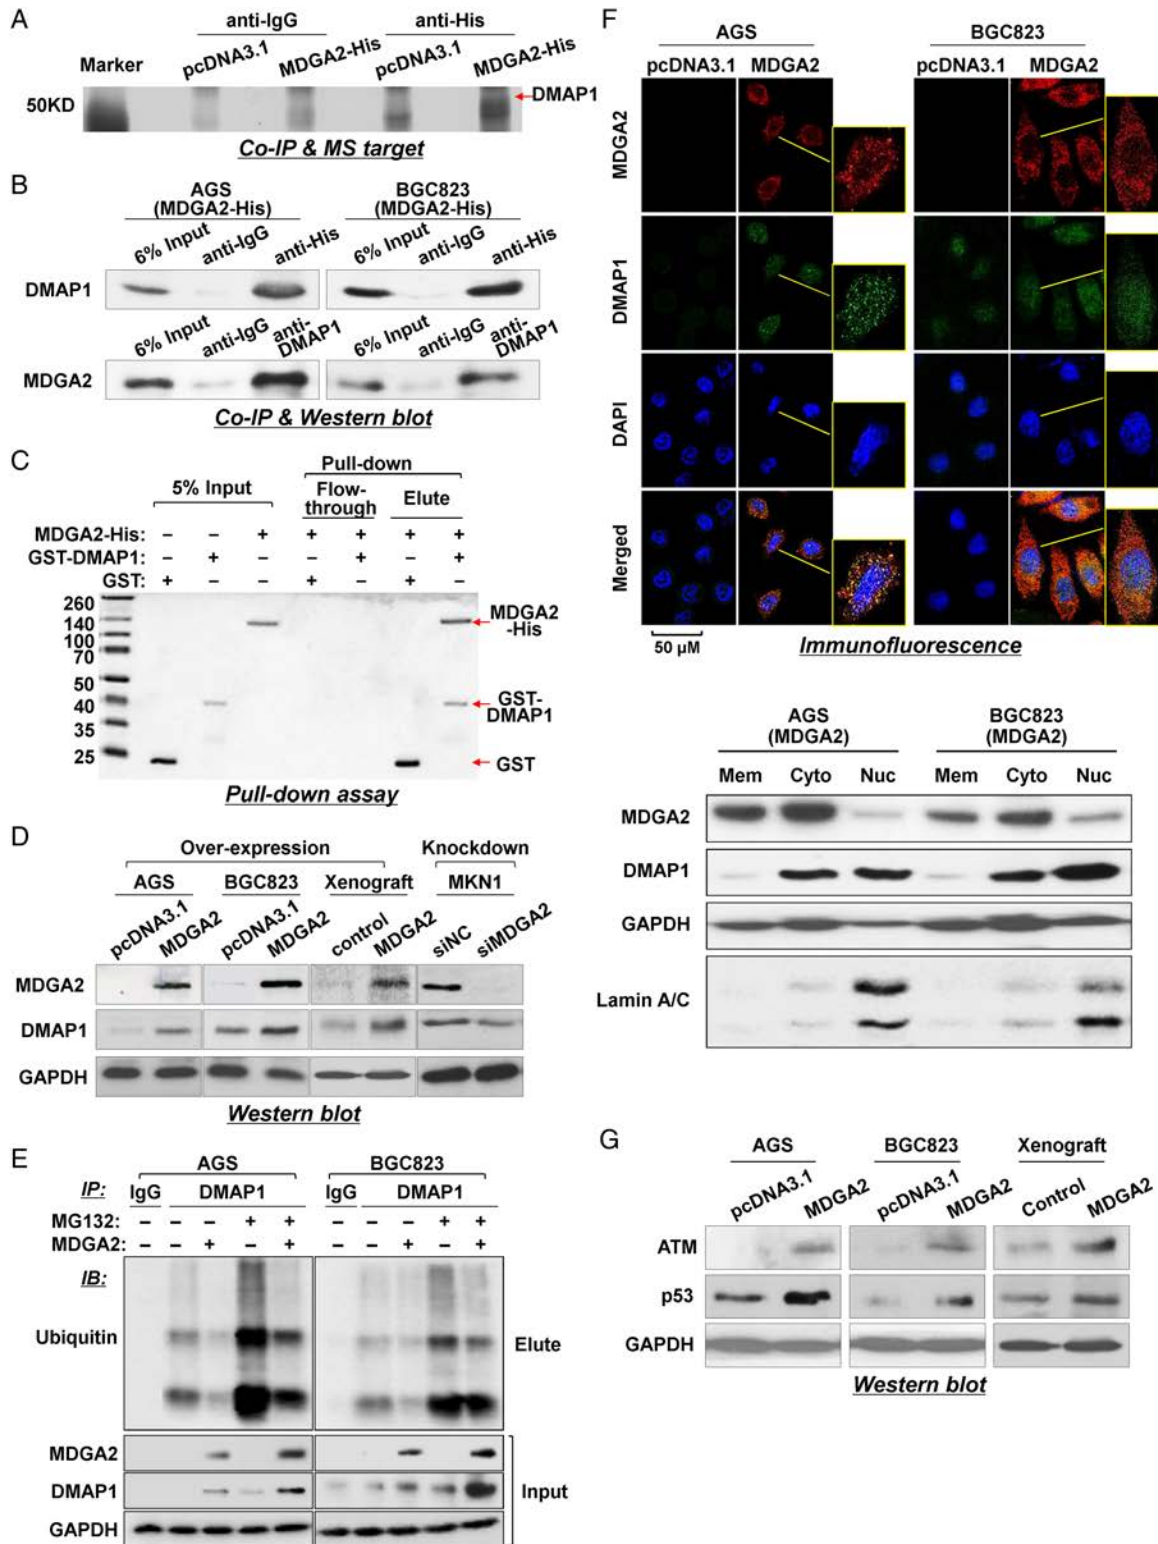 A
anti-IgG anti-His
Marker pcDNA3.1 MDGA2-His pcDNA3.1 MDGA2-His
50KD DMAP1
Co-IP & MS target
B
AGS BGC823
(MDGA2-His) (MDGA2-His)
6% Input anti-IgG anti-His 6% Input anti-IgG anti-His
DMAP1
6% Input anti-IgG anti-DMAP1 6% Input anti-IgG anti-DMAP1
MDGA2
Co-IP & Western blot
C
Pull-down
5% Input Flow-through Elute
MDGA2-His: – – + + + + +
GST-DMAP1: – + – – + – +
GST: + – – + – + –
260
140
100
70
50
40
35
25
MDGA2
-His
GST-
DMAP1
GST
Pull-down assay
D
Over-expression Knockdown
AGS BGC823 Xenograft MKN1
pcDNA3.1 MDGA2 pcDNA3.1 MDGA2 control MDGA2 siNC siMDGA2
MDGA2
DMAP1
GAPDH
Western blot
E
AGS BGC823
IP: IgG DMAP1 IgG DMAP1
MG132: – – – + + – – – + +
MDGA2: – – + – + – – + – +
IB:
Ubiquitin Elute
MDGA2
DMAP1 Input
GAPDH
F
AGS BGC823
pcDNA3.1 MDGA2 pcDNA3.1 MDGA2
MDGA2
DMAP1
DAPI
Merged
50 µM
Immunofluorescence
AGS BGC823
(MDGA2) (MDGA2)
Mem Cyto Nuc Mem Cyto Nuc
MDGA2
DMAP1
GAPDH
Lamin A/C
G
AGS BGC823 Xenograft
pcDNA3.1 MDGA2 pcDNA3.1 MDGA2 Control MDGA2
ATM
p53
GAPDH
Western blot